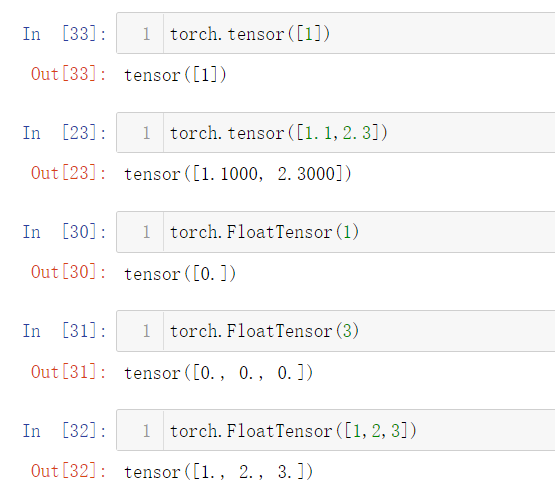 In [33]: 1 torch.tensor([1])
Out[33]: tensor([1])
In [23]: 1 torch.tensor([1.1,2.3])
Out[23]: tensor([1.1000, 2.3000])
In [30]: 1 torch.FloatTensor(1)
Out[30]: tensor([0.])
In [31]: 1 torch.FloatTensor(3)
Out[31]: tensor([0., 0., 0.])
In [32]: 1 torch.FloatTensor([1,2,3])
Out[32]: tensor([1., 2., 3.])